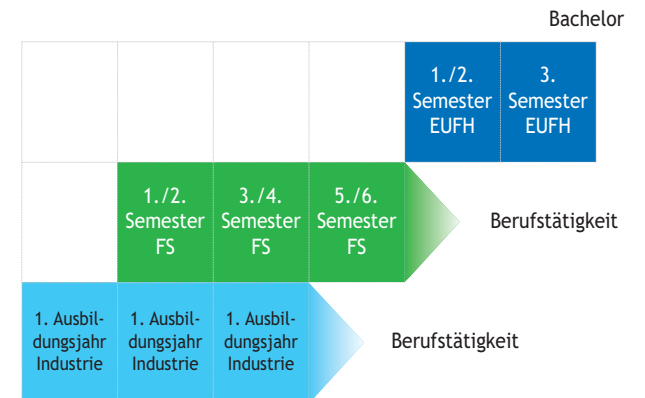 Bachelor
1./2.
Semester
EUFH
3.
Semester
EUFH
1./2.
Semester
FS
3./4.
Semester
FS
5./6.
Semester
FS
Berufstätigkeit
1. Ausbil-
dungsjahr
Industrie
1. Ausbil-
dungsjahr
Industrie
1. Ausbil-
dungsjahr
Industrie
Berufstätigkeit